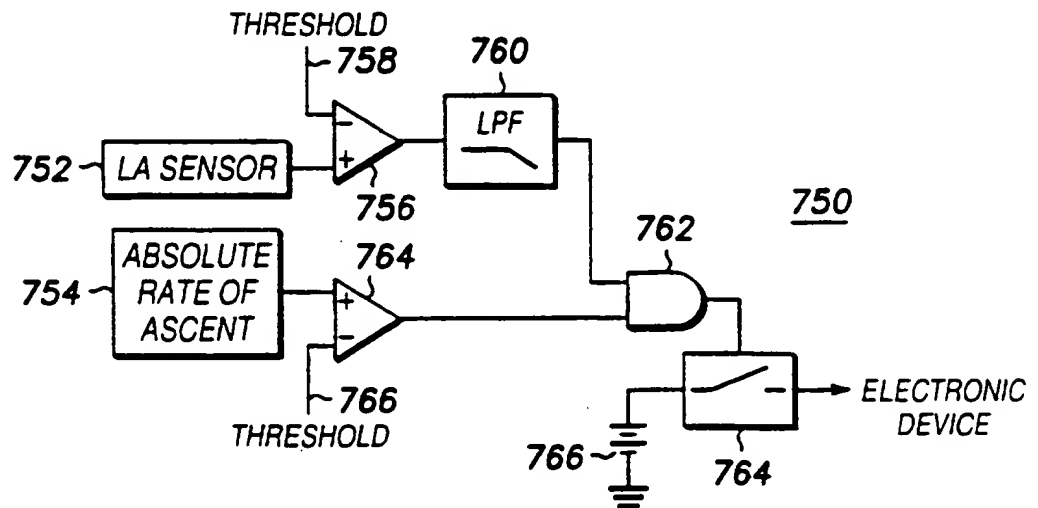 THRESHOLD
758
760
LPF
752
LA SENSOR
+
−
756
750
762
764
754
ABSOLUTE
RATE OF
ASCENT
+
−
766
THRESHOLD
766
764
ELECTRONIC
DEVICE